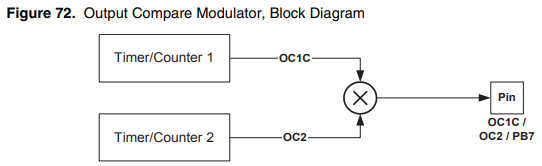 Figure 72. Output Compare Modulator, Block Diagram
Timer/Counter 1
OC1C
Pin
OC1C /
OC2 / PB7
Timer/Counter 2
OC2